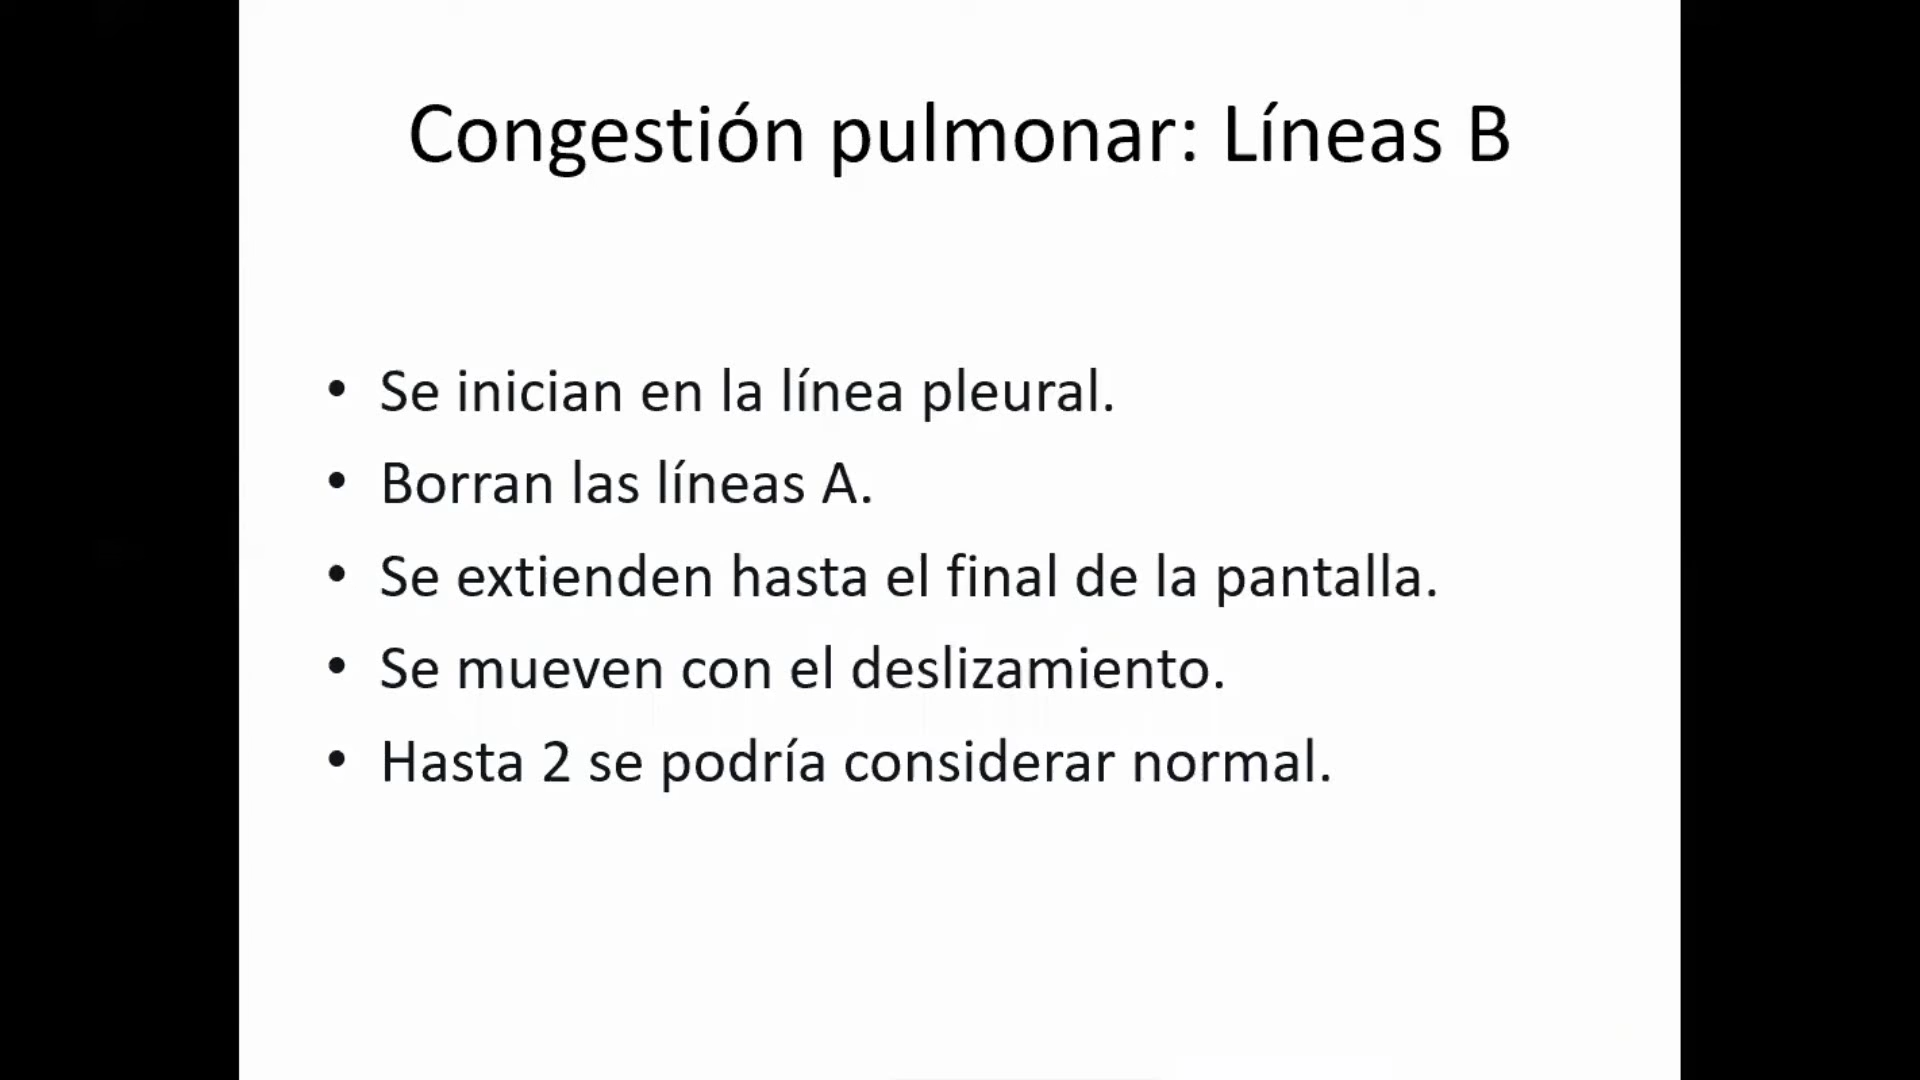 Congestión pulmonar: Líneas B
• Se inician en la línea pleural.
• Borran las líneas A.
• Se extienden hasta el final de la pantalla.
• Se mueven con el deslizamiento.
• Hasta 2 se podría considerar normal.